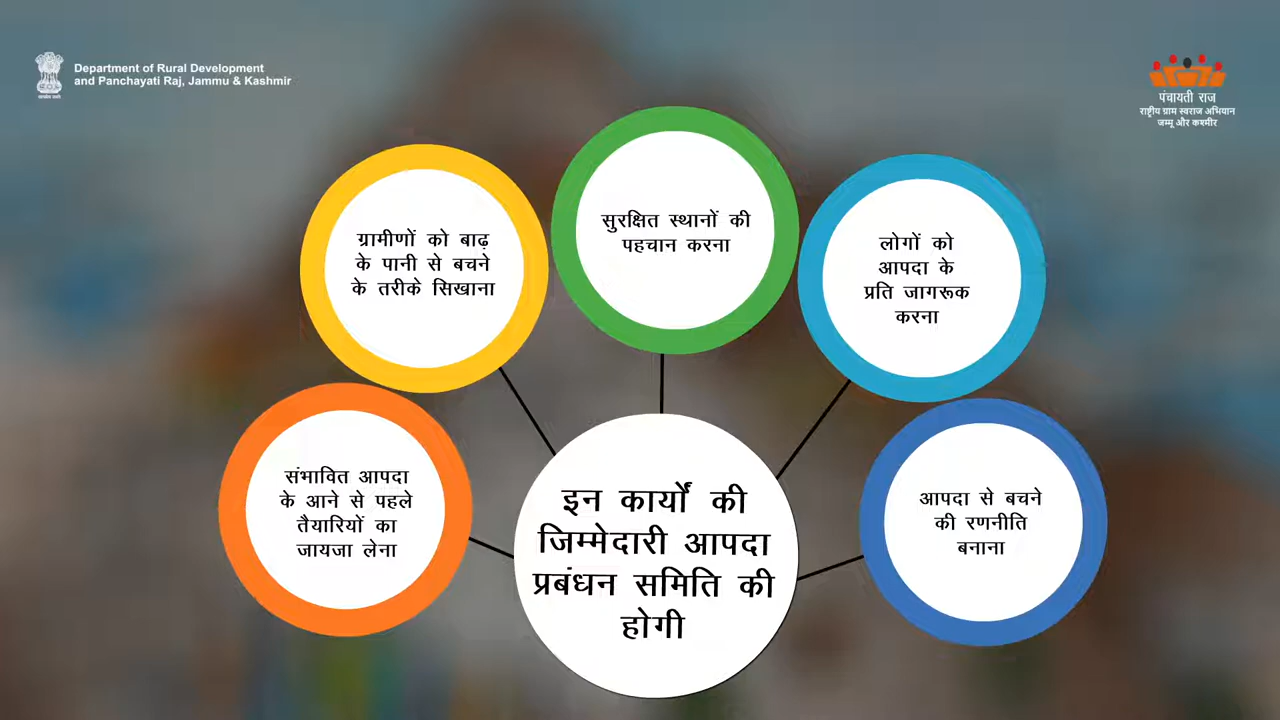 Department of Rural Development
and Panchayati Raj, Jammu & Kashmir
पंचायती राज
राष्ट्रीय ग्राम स्वराज अभियान
जम्मू और कश्मीर
संभावित आपदा
के आने से पहले
तैयारियों का
जायजा लेना
ग्रामीणों को बाढ़
के पानी से बचने
के तरीके सिखाना
सुरक्षित स्थानों की
पहचान करना
लोगों को
आपदा के
प्रति जागरूक
करना
आपदा से बचने
की रणनीति
बनाना
इन कार्यों की
जिम्मेदारी आपदा
प्रबंधन समिति की
होगी